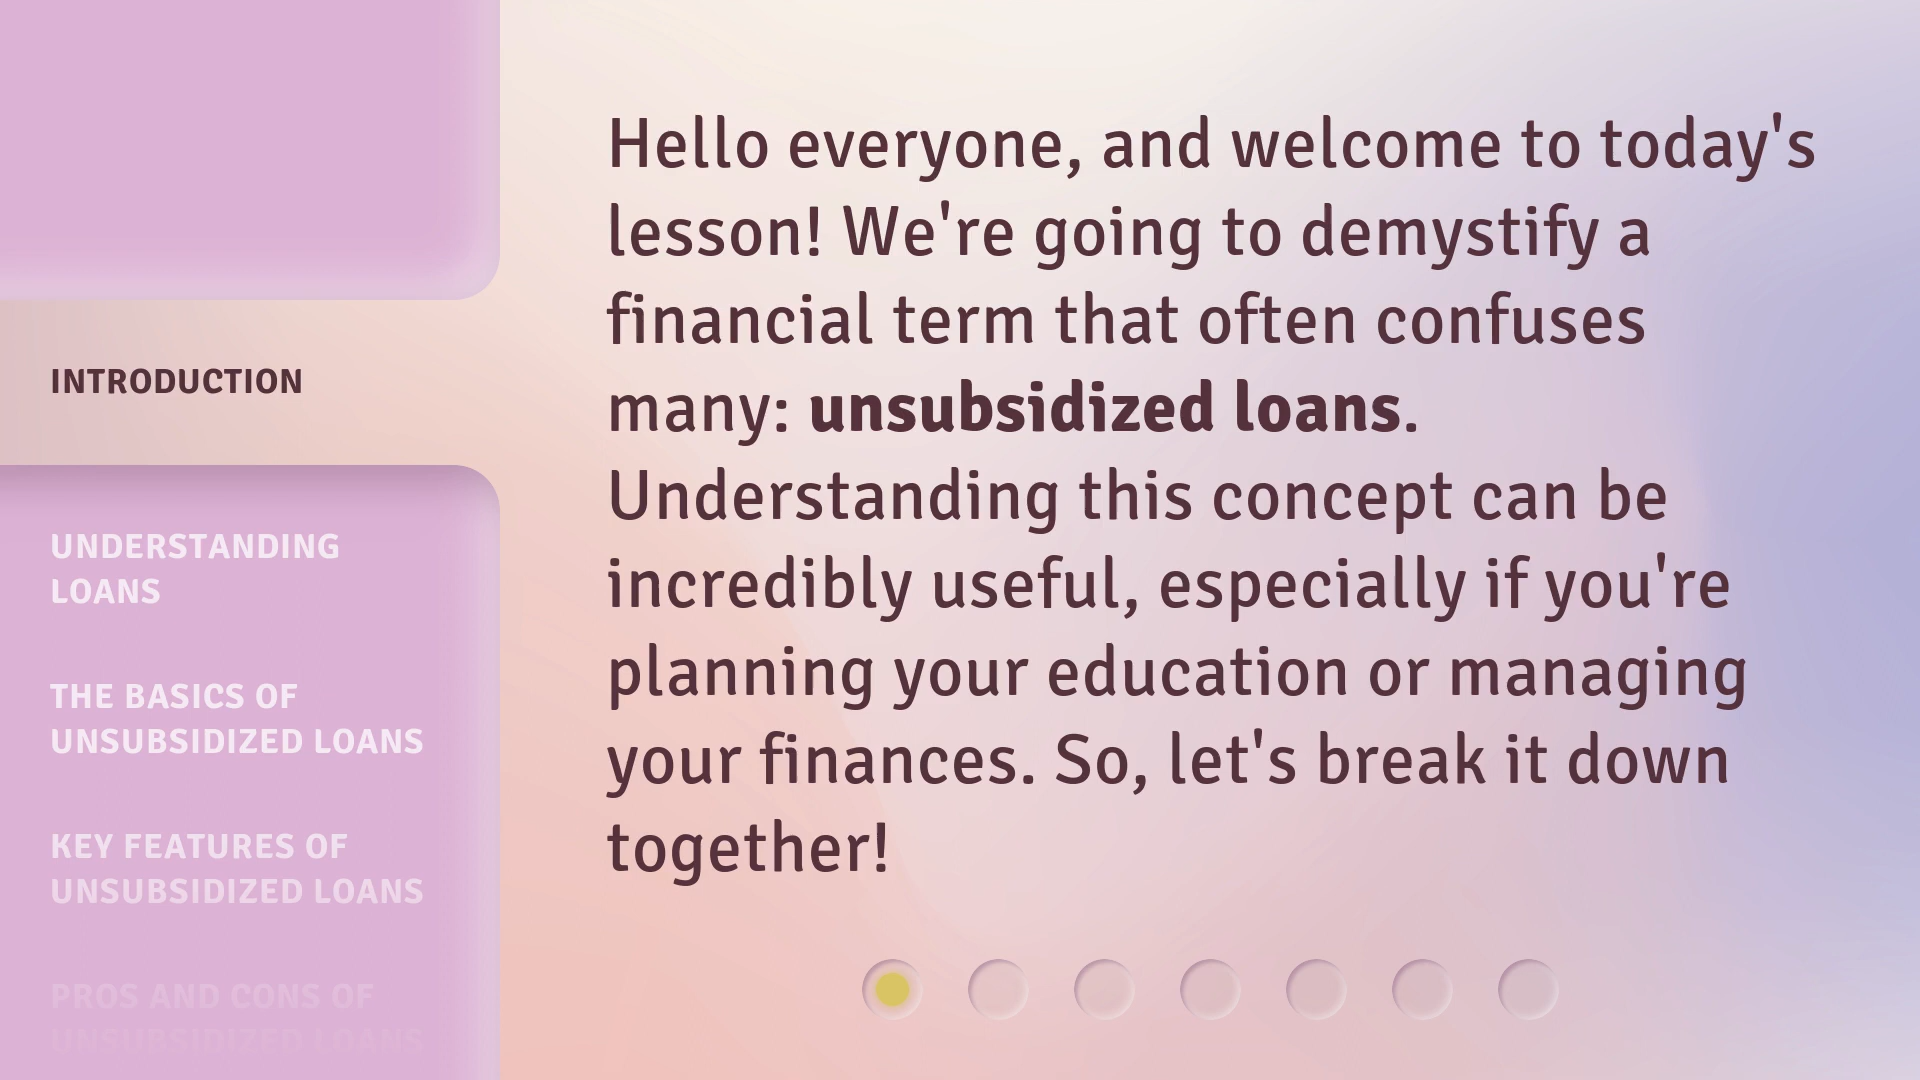 INTRODUCTION
UNDERSTANDING
LOANS
THE BASICS OF
UNSUBSIDIZED LOANS
KEY FEATURES OF
UNSUBSIDIZED LOANS
PROS AND CONS OF
UNSUBSIDIZED LOANS
Hello everyone, and welcome to today's
lesson! We're going to demystify a
financial term that often confuses
many: unsubsidized loans.
Understanding this concept can be
incredibly useful, especially if you're
planning your education or managing
your finances. So, let's break it down
together!